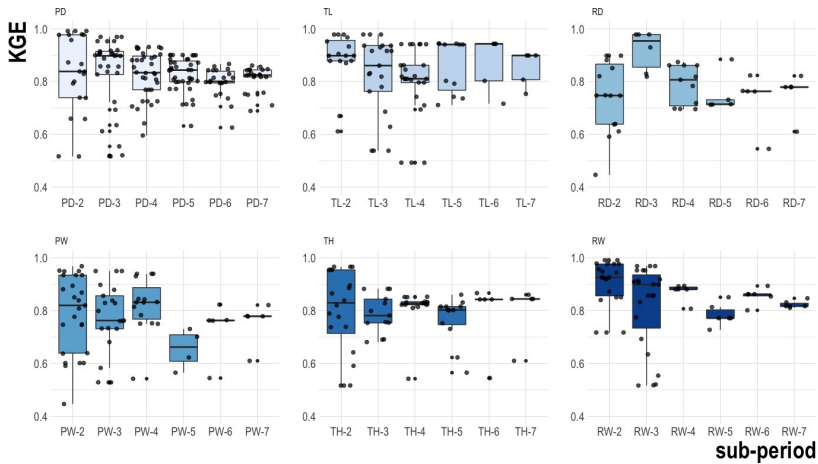 KGE
PD
1.0
0.8
0.6
0.4
PD-2 PD-3 PD-4 PD-5 PD-6 PD-7
TL
1.0
0.8
0.6
0.4
TL-2 TL-3 TL-4 TL-5 TL-6 TL-7
RD
1.0
0.8
0.6
0.4
RD-2 RD-3 RD-4 RD-5 RD-6 RD-7
PW
1.0
0.8
0.6
0.4
PW-2 PW-3 PW-4 PW-5 PW-6 PW-7
TH
1.0
0.8
0.6
0.4
TH-2 TH-3 TH-4 TH-5 TH-6 TH-7
RW
1.0
0.8
0.6
0.4
RW-2 RW-3 RW-4 RW-5 RW-6 RW-7
sub-period